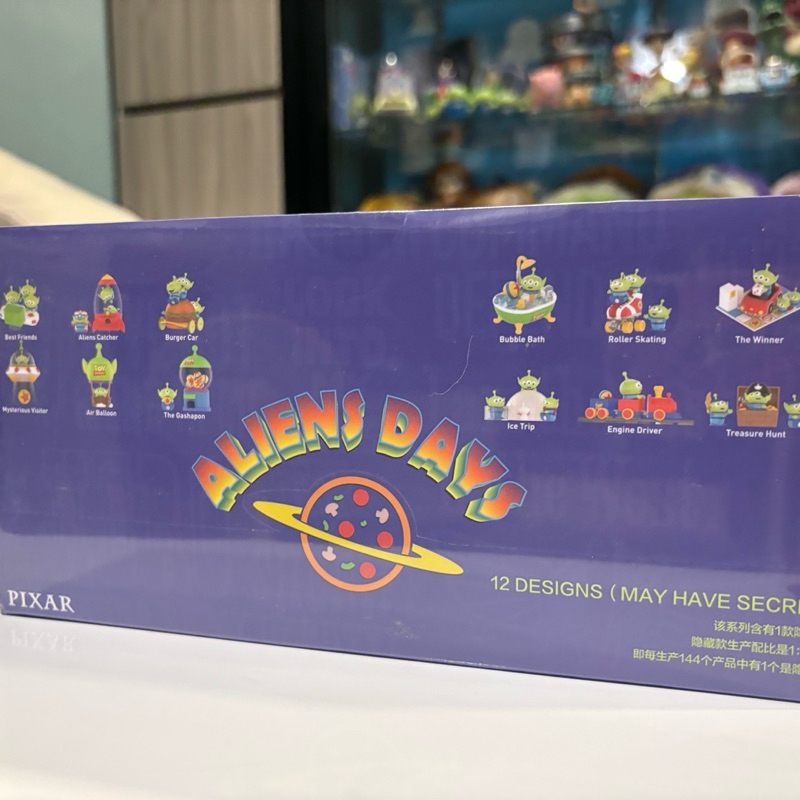 Best Friends
Aliens Catcher
Burger Car
Bubble Bath
Roller Skating
The Winner
Mysterious Visitor
Air Balloon
The Gashapon
Ice Trip
Engine Driver
Treasure Hunt
ALIENS DAYS
PIXAR
12 DESIGNS (MAY HAVE SECR
该系列含有1款隐
隐藏款生产配比是1:
即每生产144个产品中有1个是隐